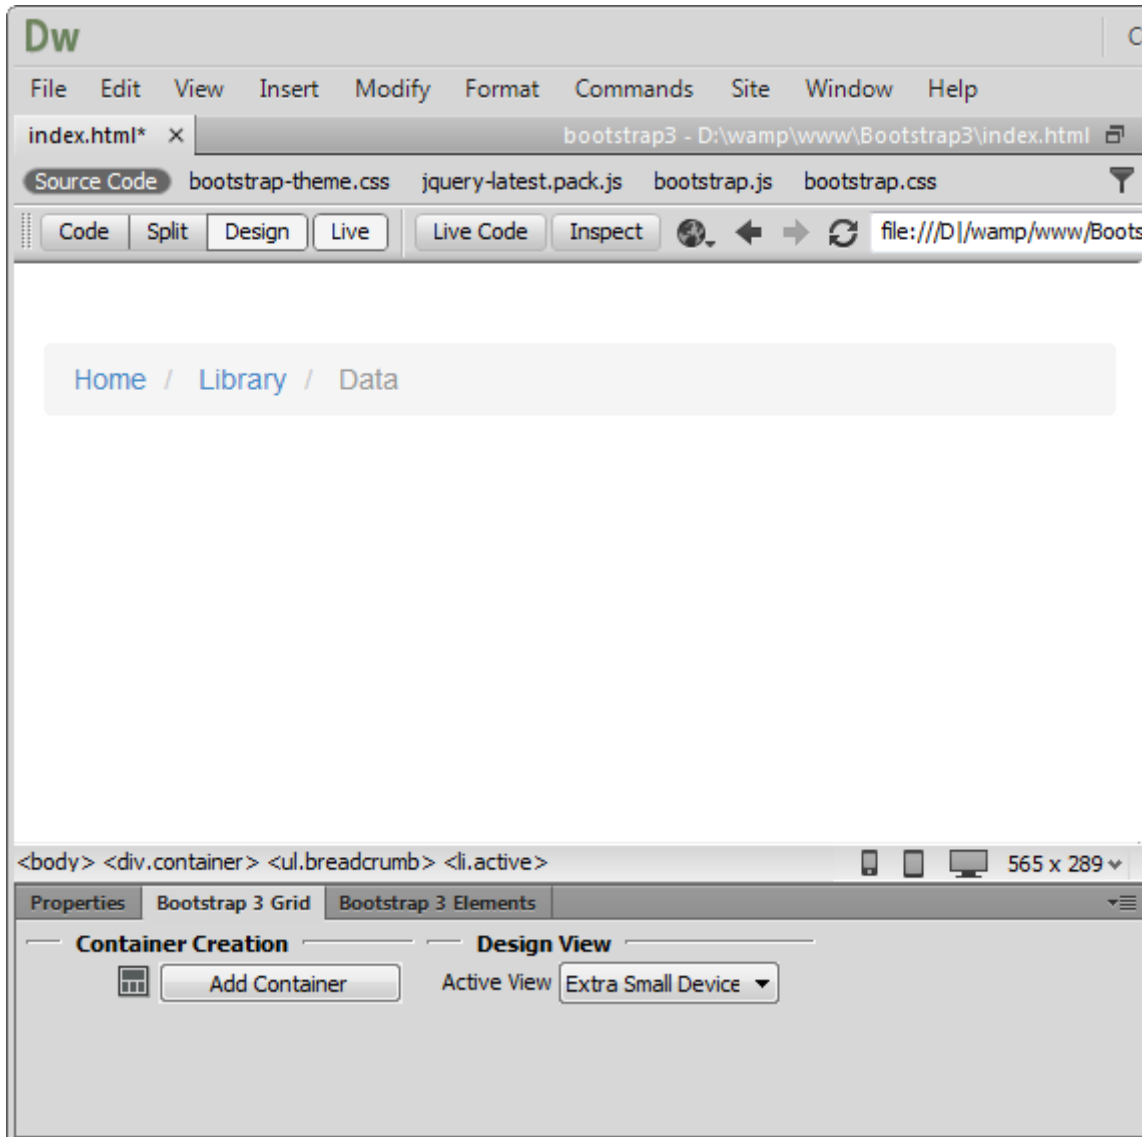 Dw
File Edit View Insert Modify Format Commands Site Window Help
index.html* × bootstrap3 - D:\wamp\www\Bootstrap3\index.html
Source Code bootstrap-theme.css jquery-latest.pack.js bootstrap.js bootstrap.css
Code Split Design Live Live Code Inspect file:///D|/wamp/www/Boots
Home / Library / Data
<body> <div.container> <ul.breadcrumb> <li.active> 565 x 289
Properties Bootstrap 3 Grid Bootstrap 3 Elements
Container Creation Design View
Add Container Active View Extra Small Device